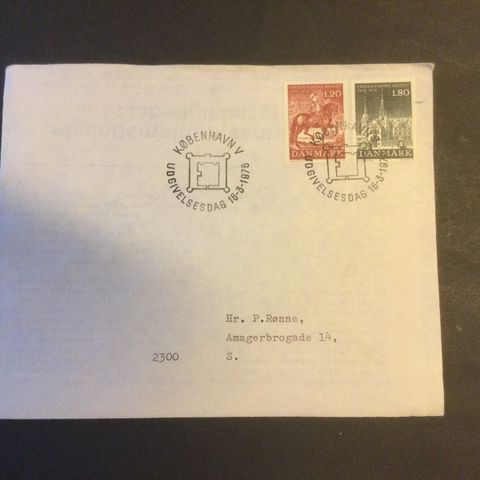 1.20
DANMARK
1.80
DANMARK
KØBENHAVN V
UDGIVELSESDAG 16-3-1978
UDGIVELSESDAG 16-3-197
Hr. P.Rønne,
Amagerbrogade 14,
2300 S.